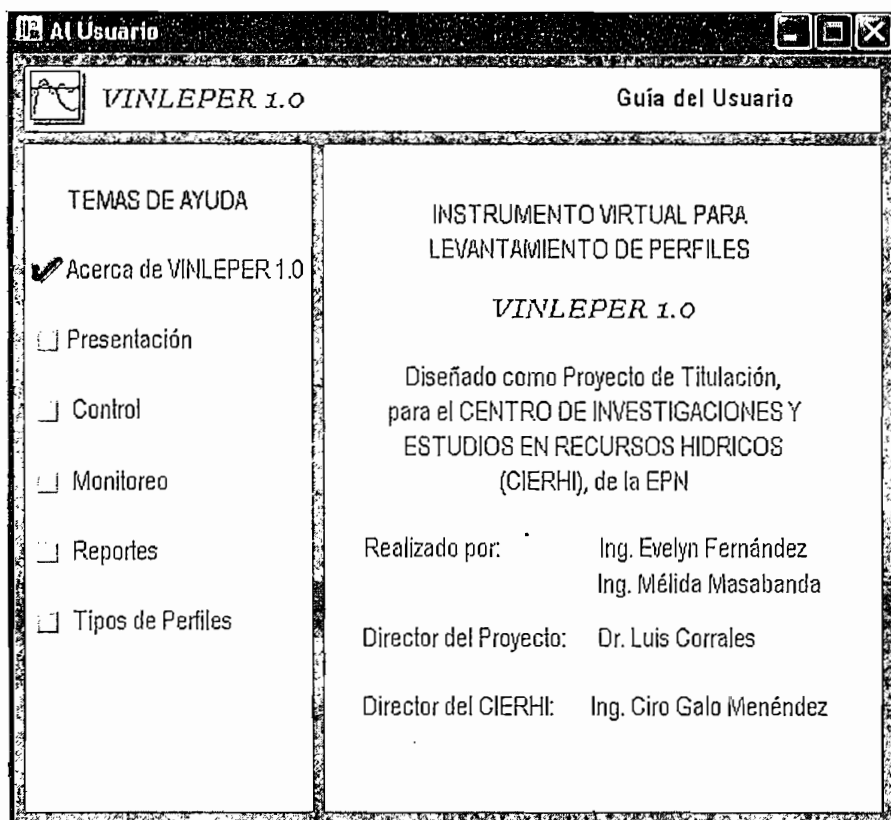 Al Usuario
VINLEPER 1.0
Guía del Usuario
TEMAS DE AYUDA
Acerca de VINLEPER 1.0
Presentación
Control
Monitoreo
Reportes
Tipos de Perfiles
INSTRUMENTO VIRTUAL PARA
LEVANTAMIENTO DE PERFILES
VINLEPER 1.0
Diseñado como Proyecto de Titulación,
para el CENTRO DE INVESTIGACIONES Y
ESTUDIOS EN RECURSOS HIDRICOS
(CIERHI), de la EPN
Realizado por: Ing. Evelyn Fernández
Ing. Mélida Masabanda
Director del Proyecto: Dr. Luis Corrales
Director del CIERHI: Ing. Ciro Galo Menéndez